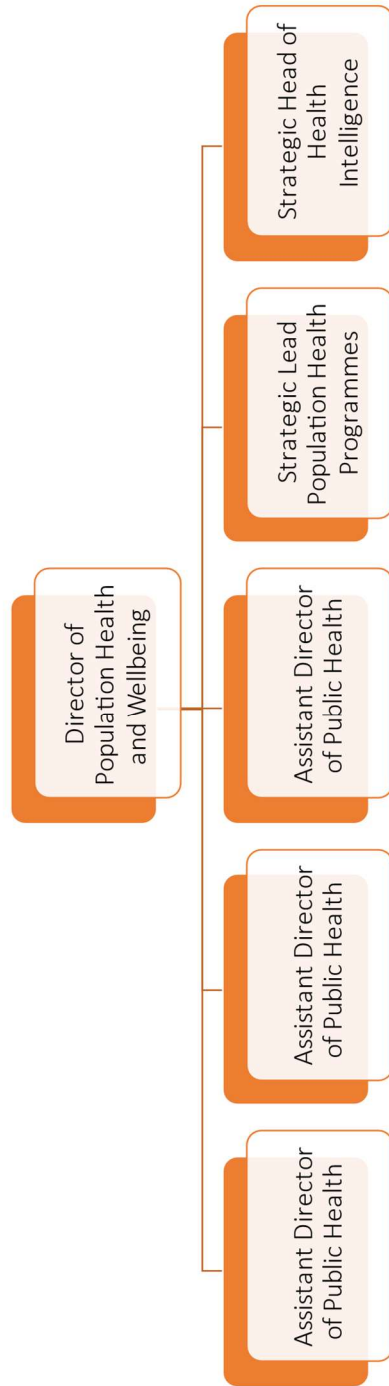 Director of
Population Health
and Wellbeing
Assistant Director
of Public Health
Assistant Director
of Public Health
Assistant Director
of Public Health
Strategic Lead
Population Health
Programmes
Strategic Head of
Health
Intelligence